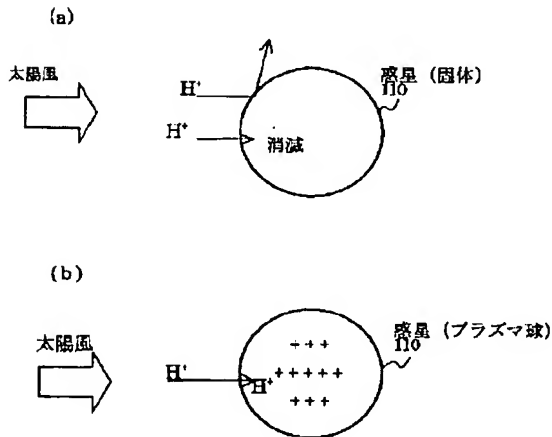 (a)
太陽風
H⁺
H⁺
消滅
惑星（固体）
110
(b)
太陽風
H⁺
H⁺
+++
+++++
+++
惑星（プラズマ球）
110